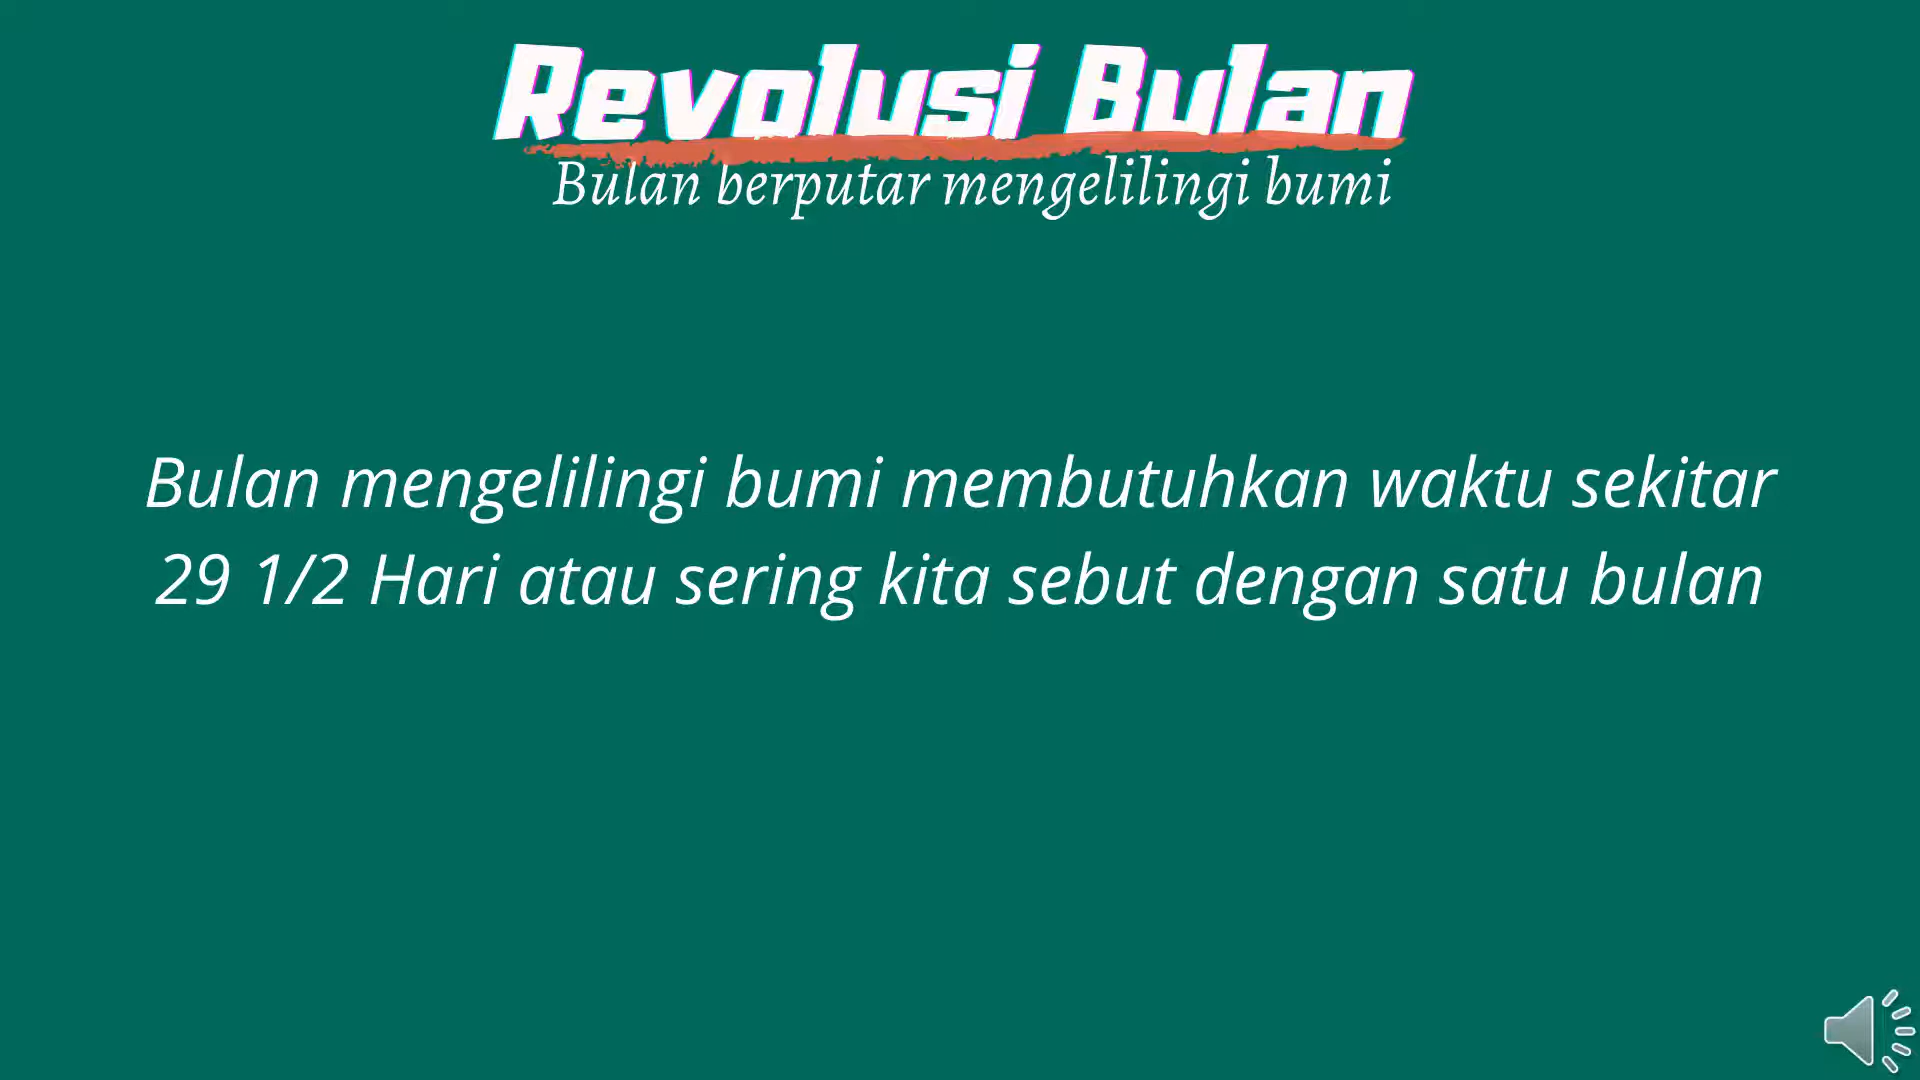 Revolusi Bulan
Bulan berputar mengelilingi bumi
Bulan mengelilingi bumi membutuhkan waktu sekitar
29 1/2 Hari atau sering kita sebut dengan satu bulan